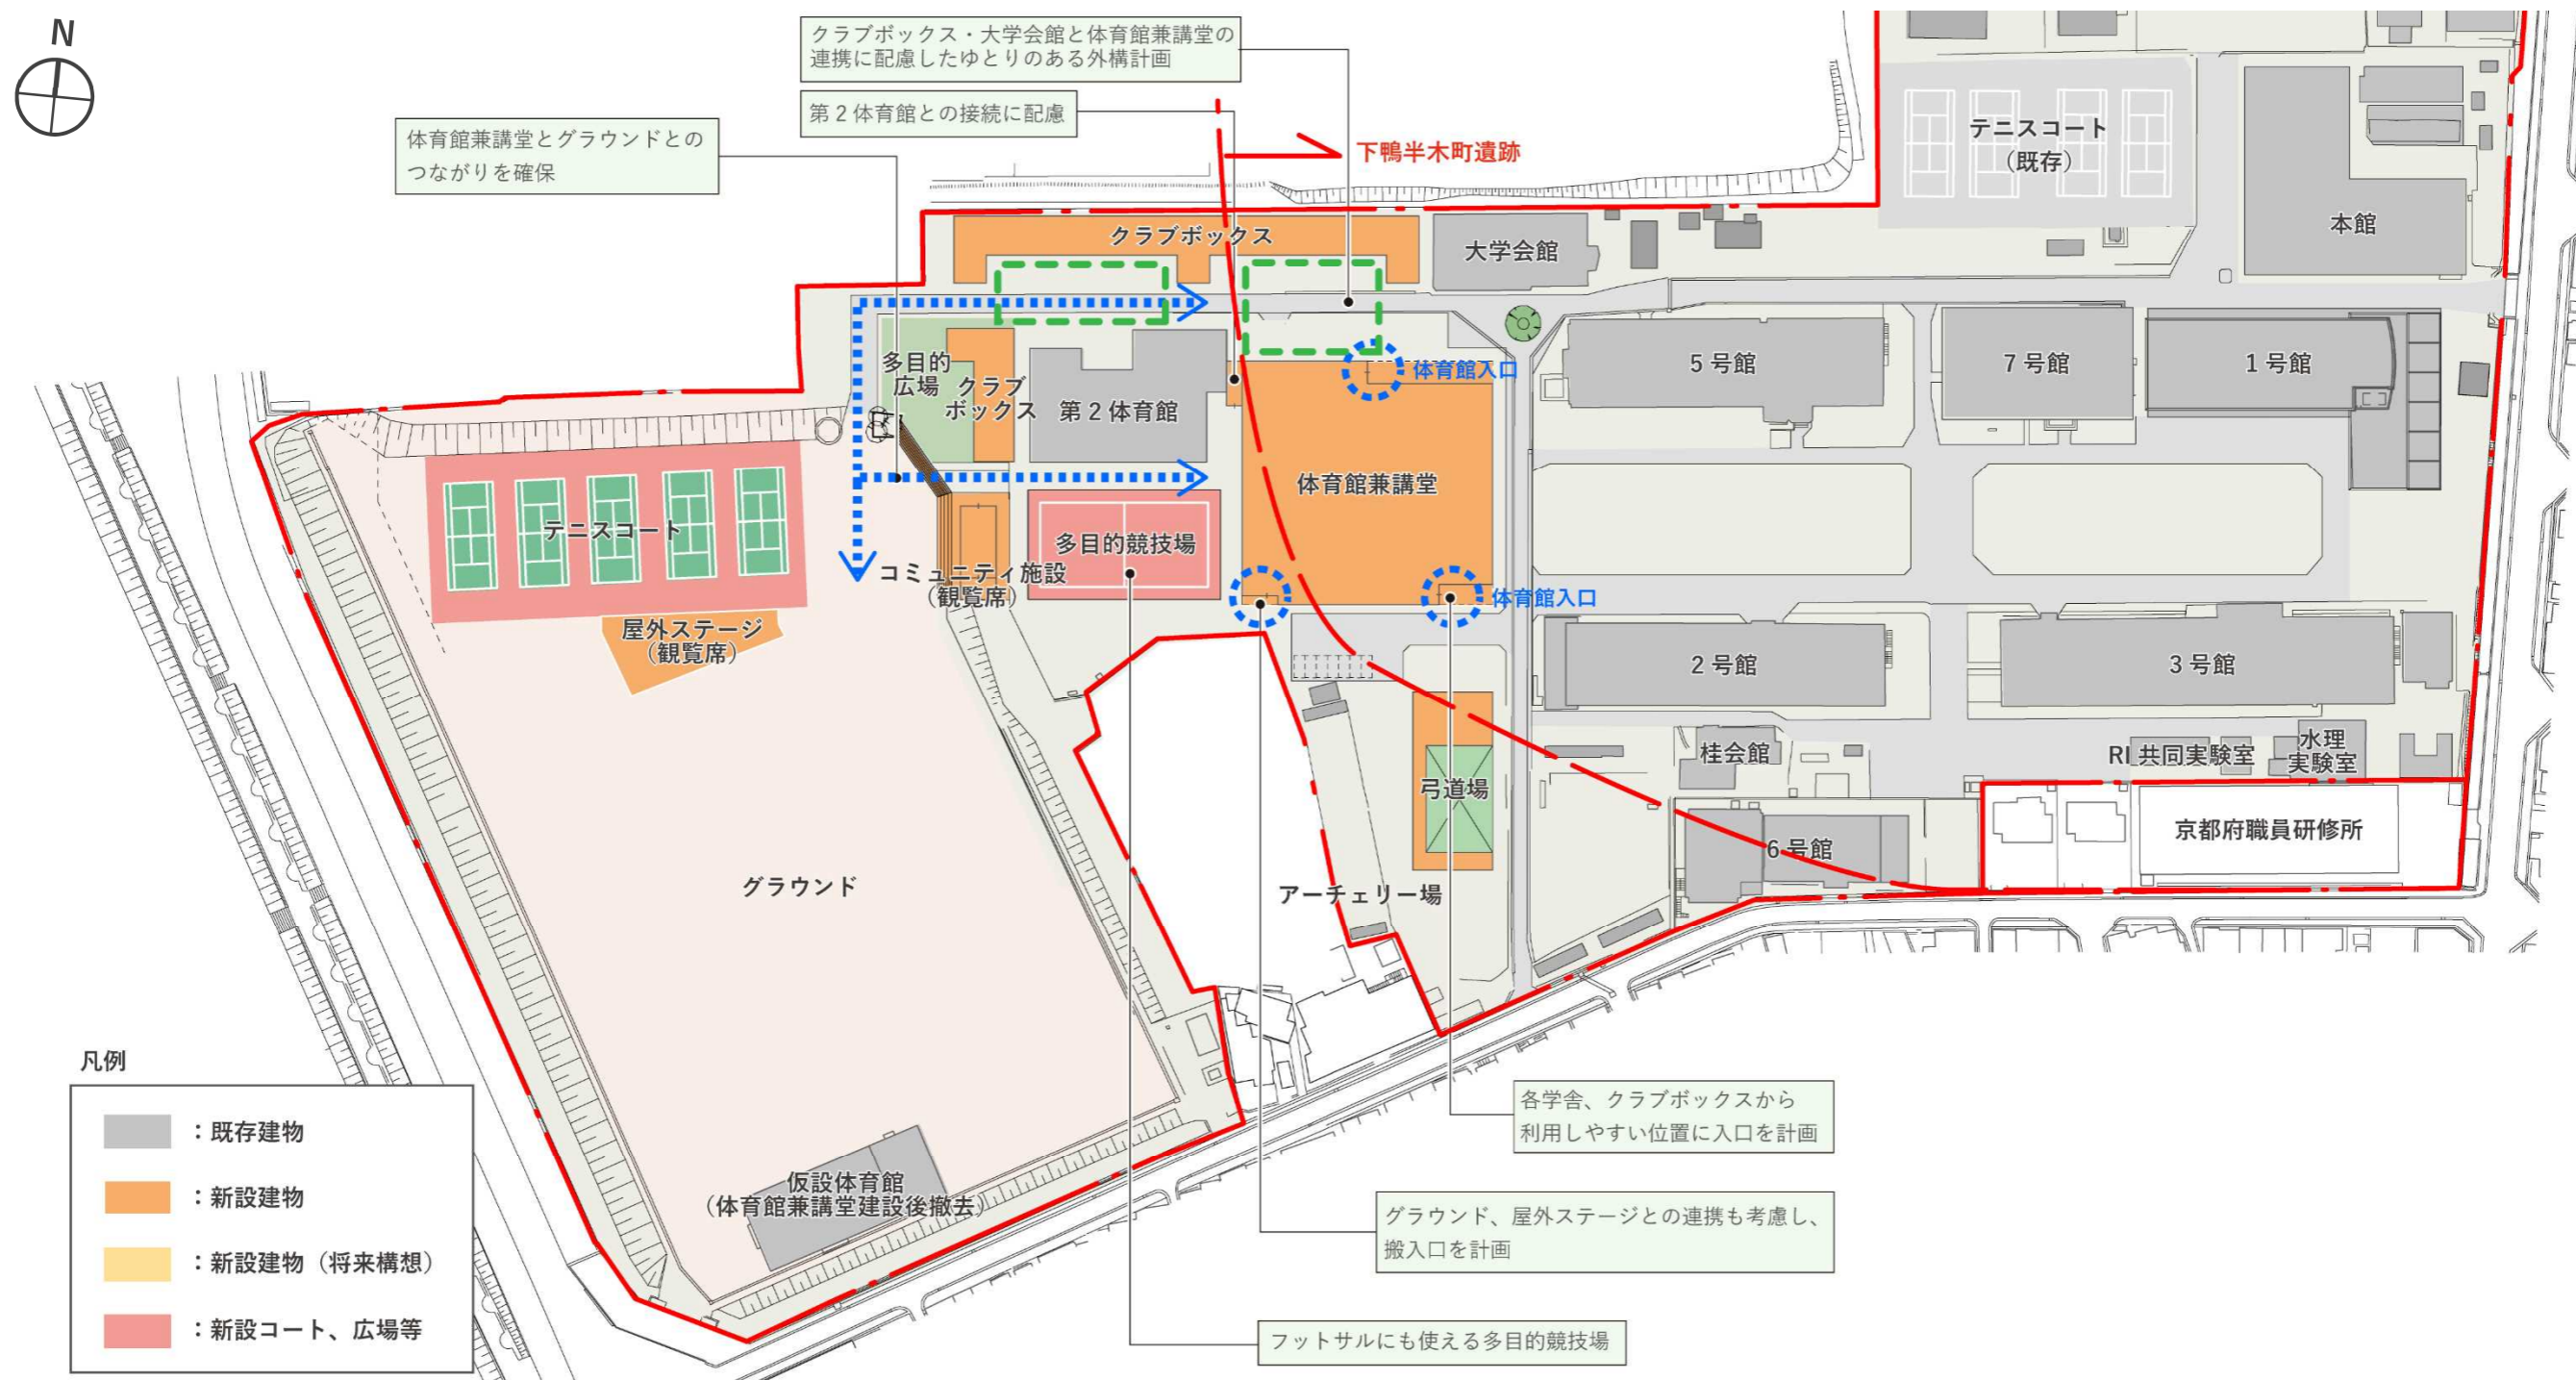 N
クラブボックス・大学会館と体育館兼講堂の
連携に配慮したゆとりのある外構計画
第２体育館との接続に配慮
体育館兼講堂とグラウンドとの
つながりを確保
下鴨半木町遺跡
テニスコート
（既存）
本館
クラブボックス
大学会館
多目的
広場
クラブ
ボックス
第２体育館
体育館入口
5 号館
7 号館
1 号館
体育館兼講堂
テニスコート
多目的競技場
コミュニティ施設
（観覧席）
体育館入口
屋外ステージ
（観覧席）
2 号館
3 号館
桂会館
RI 共同実験室
水理
実験室
弓道場
京都府職員研修所
6 号館
グラウンド
アーチェリー場
仮設体育館
（体育館兼講堂建設後撤去）
各学舎、クラブボックスから
利用しやすい位置に入口を計画
グラウンド、屋外ステージとの連携も考慮し、
搬入口を計画
フットサルにも使える多目的競技場
凡例
：既存建物
：新設建物
：新設建物（将来構想）
：新設コート、広場等